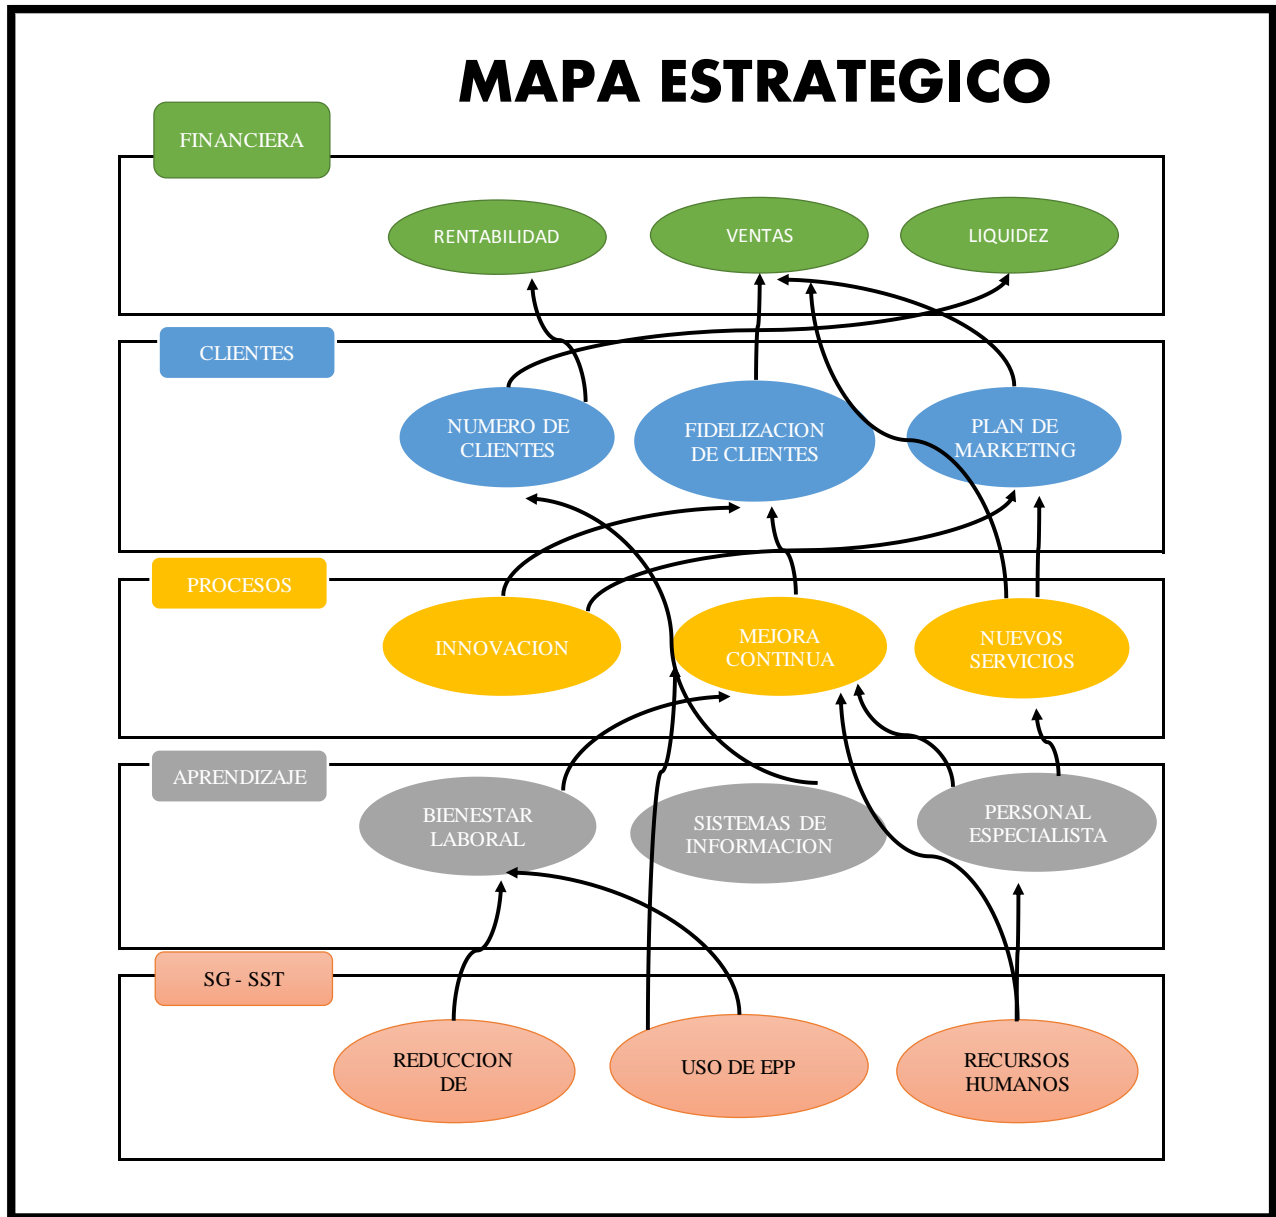 MAPA ESTRATEGICO
FINANCIERA
RENTABILIDAD
VENTAS
LIQUIDEZ
CLIENTES
NUMERO DE
CLIENTES
FIDELIZACION
DE CLIENTES
PLAN DE
MARKETING
PROCESOS
INNOVACION
MEJORA
CONTINUA
NUEVOS
SERVICIOS
APRENDIZAJE
BIENESTAR
LABORAL
SISTEMAS DE
INFORMACION
PERSONAL
ESPECIALISTA
SG - SST
REDUCCION
DE
USO DE EPP
RECURSOS
HUMANOS